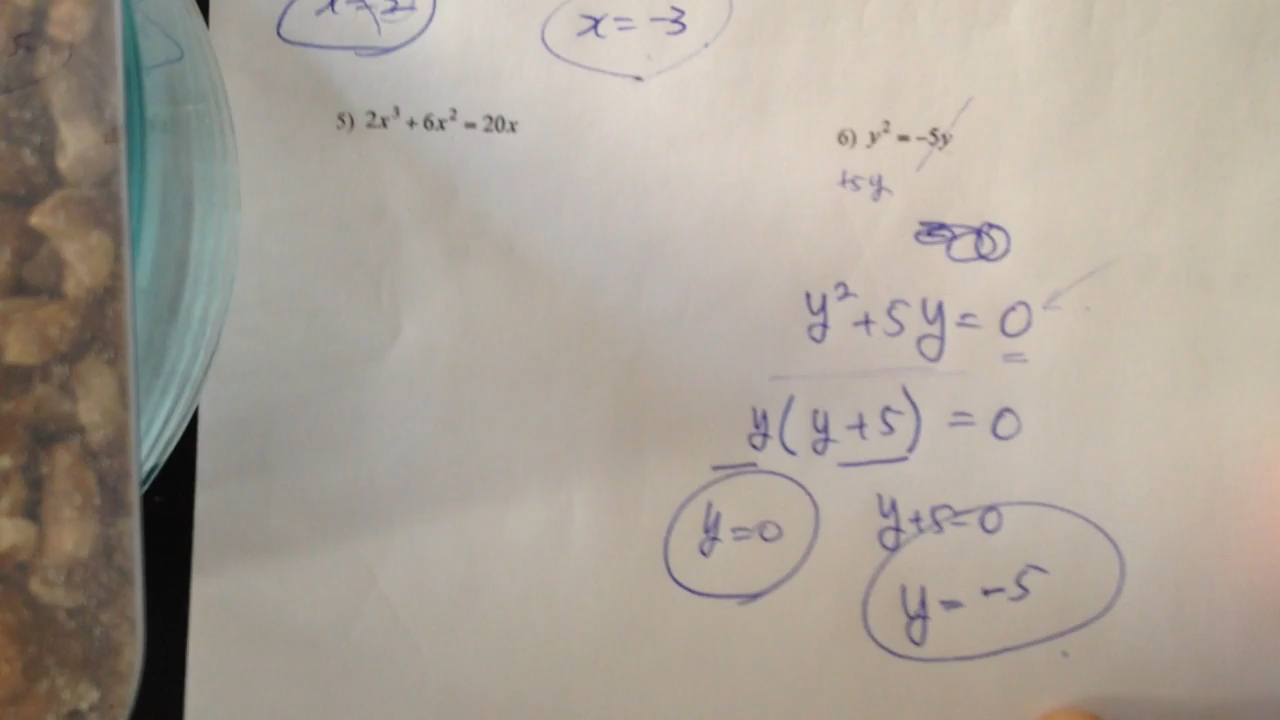 x = -3
5) 2x³ + 6x² = 20x
6) y² = -5y
+5y
y² + 5y = 0
y(y+5) = 0
y=0
y+5=0
y = -5